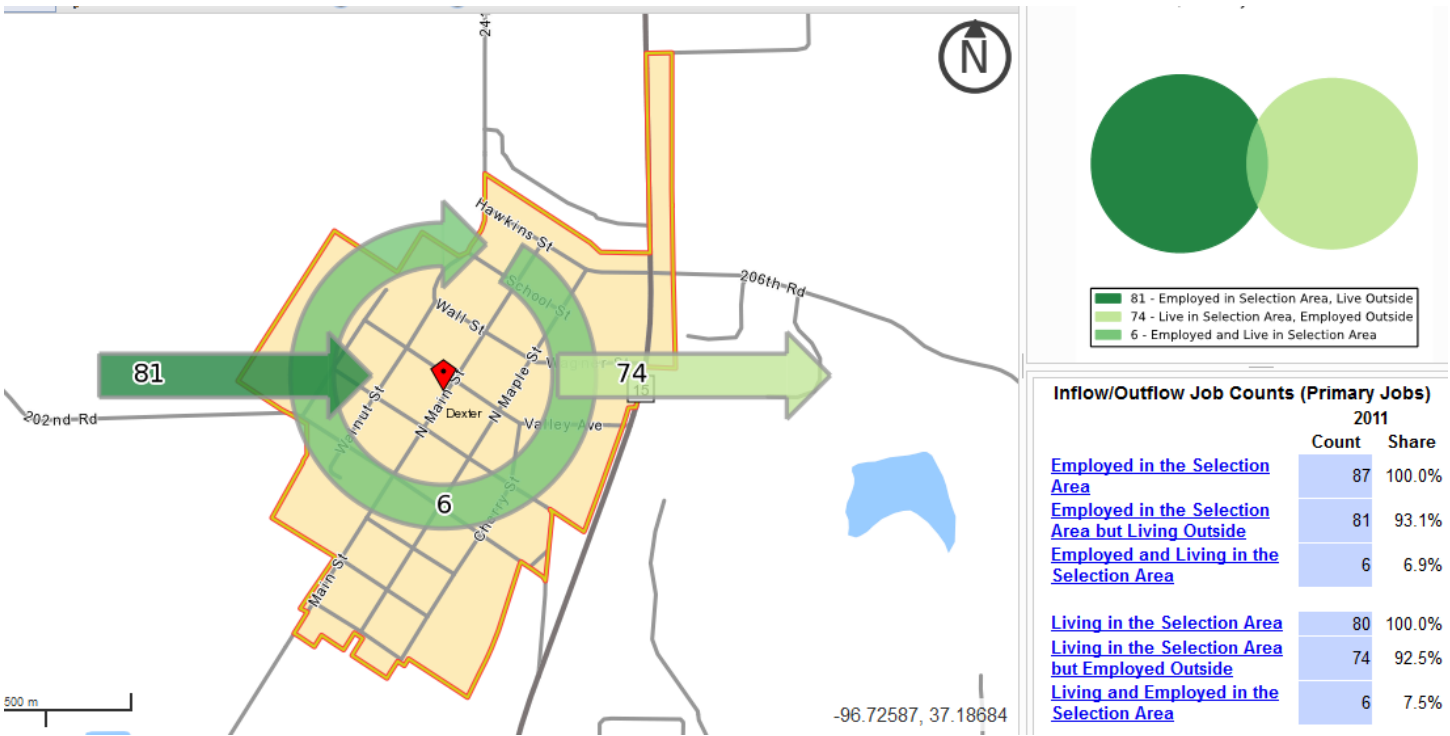 24
N
Hawkins St
School St
206th Rd
Wall St
Wagner St
81
74
15
N Main St
N Maple St
Walnut St
Dexter
202nd Rd
Valley Ave
6
Cherry St
Main St
500 m
-96.72587, 37.18684
81 - Employed in Selection Area, Live Outside
74 - Live in Selection Area, Employed Outside
6 - Employed and Live in Selection Area
Inflow/Outflow Job Counts (Primary Jobs)
2011
Count Share
Employed in the Selection
Area 87 100.0%
Employed in the Selection
Area but Living Outside 81 93.1%
Employed and Living in the
Selection Area 6 6.9%
Living in the Selection Area 80 100.0%
Living in the Selection Area
but Employed Outside 74 92.5%
Living and Employed in the
Selection Area 6 7.5%